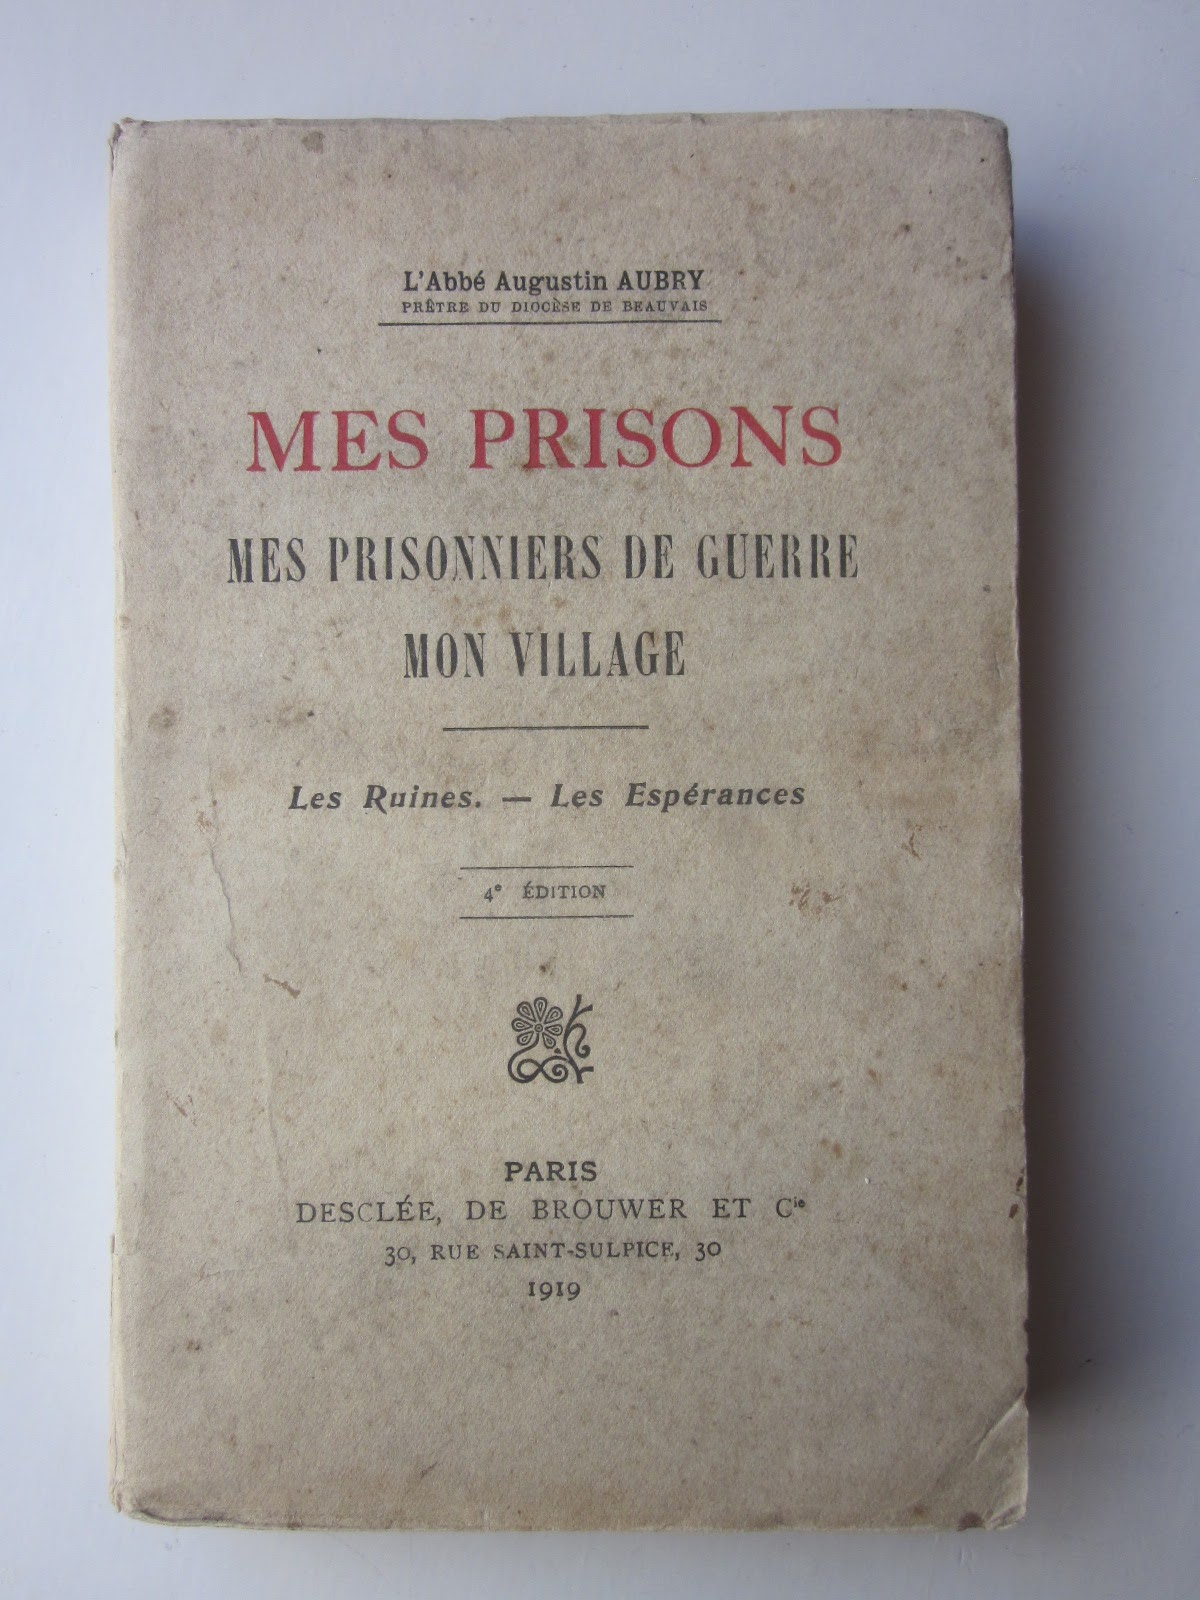 L'Abbé Augustin AUBRY
PRÊTRE DU DIOCÈSE DE BEAUVAIS
MES PRISONS
MES PRISONNIERS DE GUERRE
MON VILLAGE
Les Ruines. — Les Espérances
4e ÉDITION
PARIS
DESCLÉE, DE BROUWER ET Cie
30, RUE SAINT-SULPICE, 30
1919